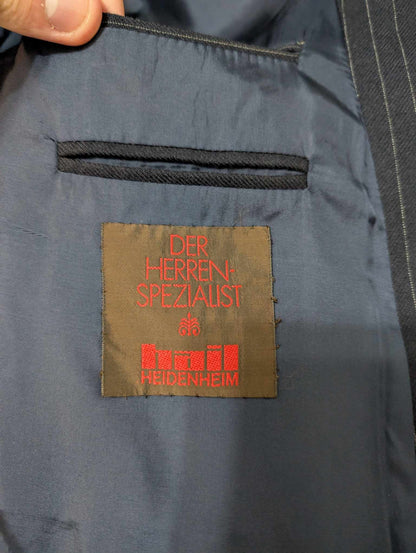 DER
HERREN-
SPEZIALIST
HEIDENHEIM